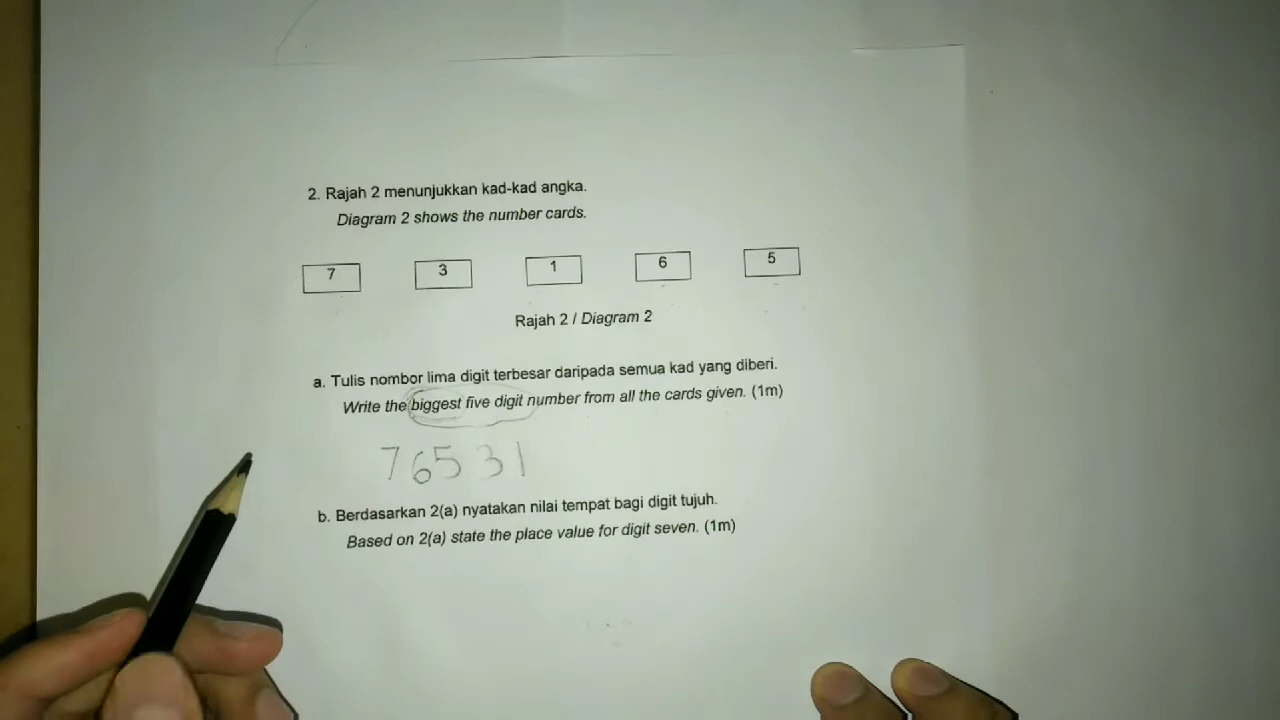 2. Rajah 2 menunjukkan kad-kad angka.
Diagram 2 shows the number cards.
7 3 1 6 5
Rajah 2 / Diagram 2
a. Tulis nombor lima digit terbesar daripada semua kad yang diberi.
Write the biggest five digit number from all the cards given. (1m)
76531
b. Berdasarkan 2(a) nyatakan nilai tempat bagi digit tujuh.
Based on 2(a) state the place value for digit seven. (1m)